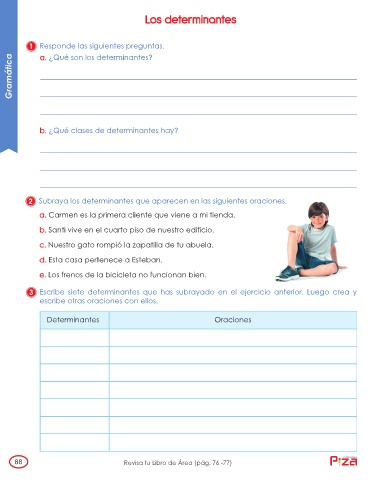 Los determinantes
Gramática
1 Responde las siguientes preguntas.
a. ¿Qué son los determinantes?
b. ¿Qué clases de determinantes hay?
2 Subraya los determinantes que aparecen en las siguientes oraciones.
a. Carmen es la primera cliente que viene a mi tienda.
b. Santi vive en el cuarto piso de nuestro edificio.
c. Nuestro gato rompió la zapatilla de tu abuela.
d. Esta casa pertenece a Esteban.
e. Los frenos de la bicicleta no funcionan bien.
3 Escribe siete determinantes que has subrayado en el ejercicio anterior. Luego crea y
escribe otras oraciones con ellos.
Determinantes Oraciones
88
Revisa tu Libro de Área (pág. 76 -77)